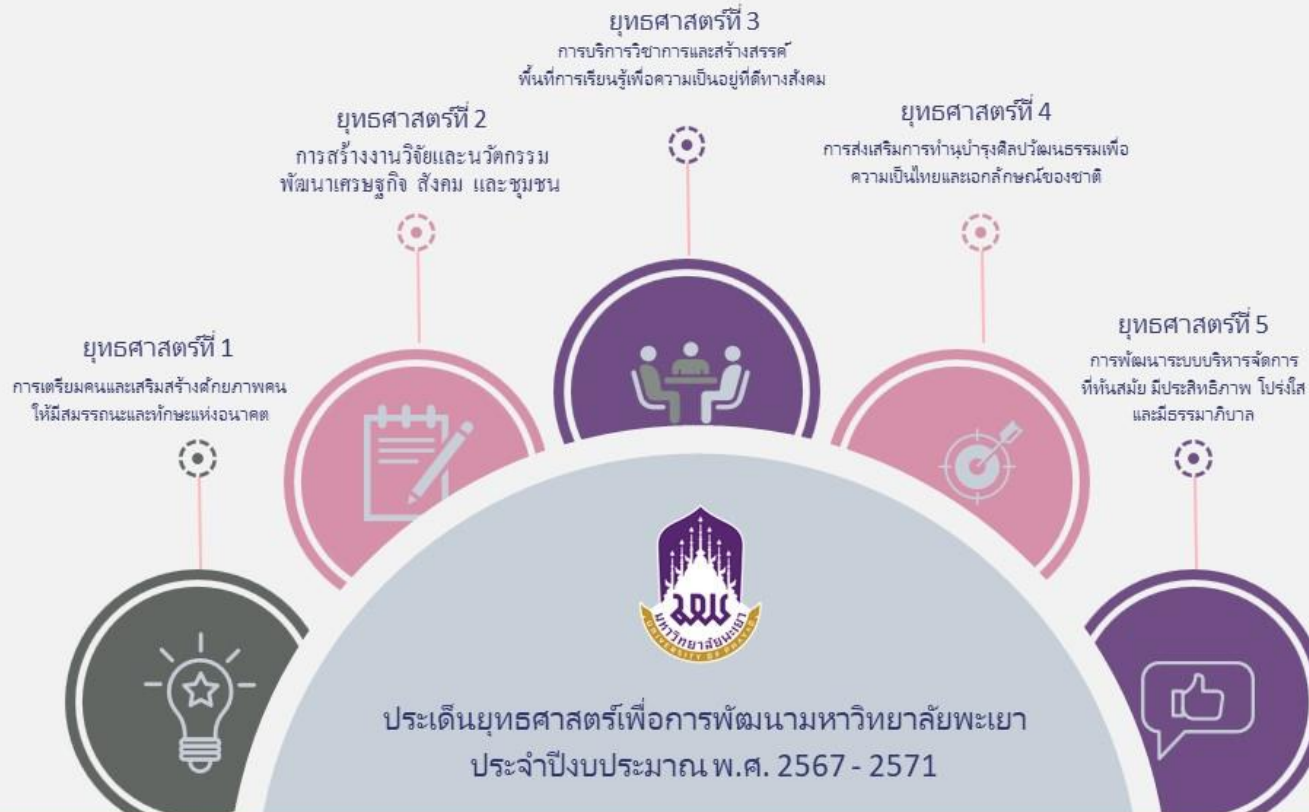 ยุทธศาสตร์ที่ 3
การบริการวิชาการและสร้างสรรค์
พื้นที่การเรียนรู้เพื่อความเป็นอยู่ที่ดีทางสังคม
ยุทธศาสตร์ที่ 2
การสร้างงานวิจัยและนวัตกรรม
พัฒนาเศรษฐกิจ สังคม และชุมชน
ยุทธศาสตร์ที่ 4
การส่งเสริมการทำนุบำรุงศิลปวัฒนธรรมเพื่อ
ความเป็นไทยและเอกลักษณ์ของชาติ
ยุทธศาสตร์ที่ 1
การเตรียมคนและเสริมสร้างศักยภาพคน
ให้มีสมรรถนะและทักษะแห่งอนาคต
ยุทธศาสตร์ที่ 5
การพัฒนาระบบบริหารจัดการ
ที่ทันสมัย มีประสิทธิภาพ โปร่งใส
และมีธรรมาภิบาล
มหาวิทยาลัยพะเยา
UNIVERSITY OF PHAYAO
ประเด็นยุทธศาสตร์เพื่อการพัฒนามหาวิทยาลัยพะเยา
ประจำปีงบประมาณ พ.ศ. 2567 - 2571